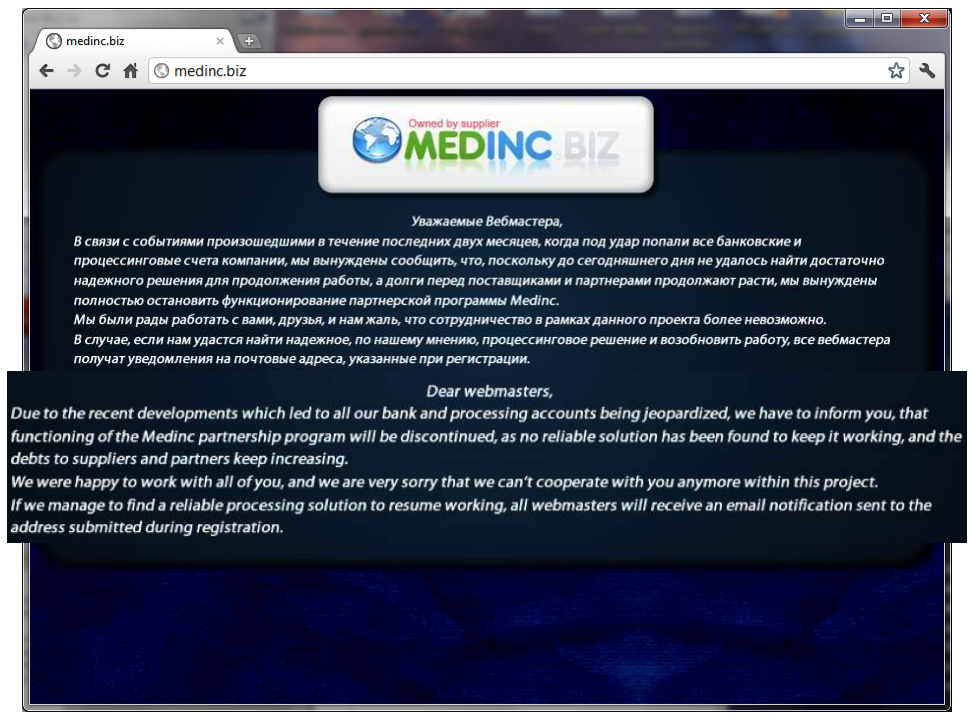 medinc.biz
medinc.biz
Owned by supplier
MEDINC.BIZ
Уважаемые Вебмастера,
В связи с событиями произошедшими в течение последних двух месяцев, когда под удар попали все банковские и
процессинговые счета компании, мы вынуждены сообщить, что, поскольку до сегодняшнего дня не удалось найти достаточно
надежного решения для продолжения работы, а долги перед поставщиками и партнерами продолжают расти, мы вынуждены
полностью остановить функционирование партнерской программы Medinc.
Мы были рады работать с вами, друзья, и нам жаль, что сотрудничество в рамках данного проекта более невозможно.
В случае, если нам удастся найти надежное, по нашему мнению, процессинговое решение и возобновить работу, все вебмастера
получат уведомления на почтовые адреса, указанные при регистрации.
Dear webmasters,
Due to the recent developments which led to all our bank and processing accounts being jeopardized, we have to inform you, that
functioning of the Medinc partnership program will be discontinued, as no reliable solution has been found to keep it working, and the
debts to suppliers and partners keep increasing.
We were happy to work with all of you, and we are very sorry that we can't cooperate with you anymore within this project.
If we manage to find a reliable processing solution to resume working, all webmasters will receive an email notification sent to the
address submitted during registration.